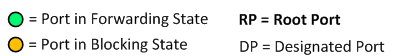 = Port in Forwarding State RP = Root Port
= Port in Blocking State DP = Designated Port